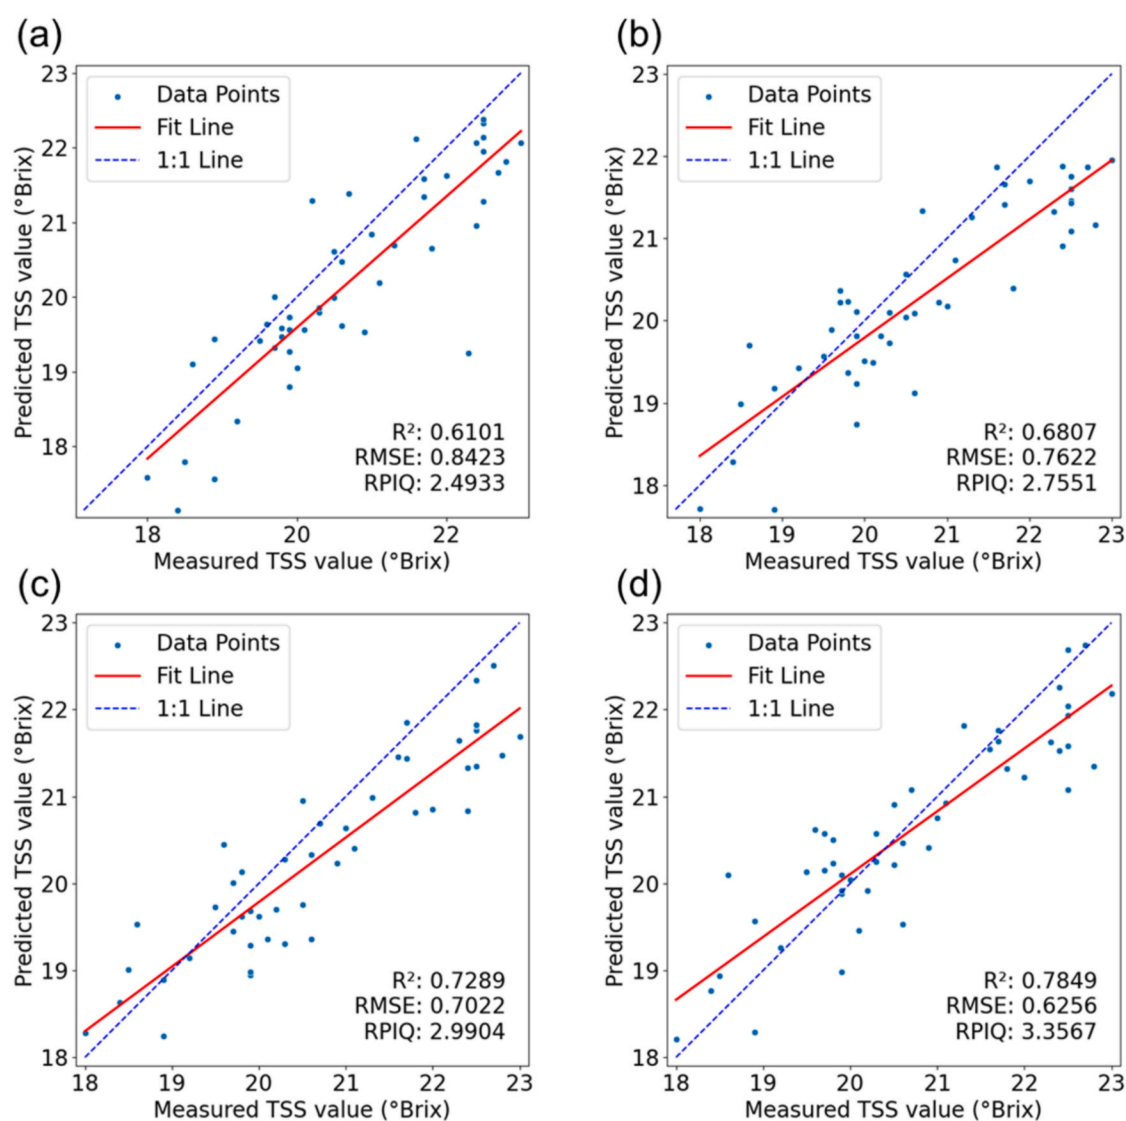 (a)
23
22
21
20
19
18
Predicted TSS value (°Brix)
Data Points
Fit Line
1:1 Line
R²: 0.6101
RMSE: 0.8423
RPIQ: 2.4933
18 20 22
Measured TSS value (°Brix)
(b)
23
22
21
20
19
18
Predicted TSS value (°Brix)
Data Points
Fit Line
1:1 Line
R²: 0.6807
RMSE: 0.7622
RPIQ: 2.7551
18 19 20 21 22 23
Measured TSS value (°Brix)
(c)
23
22
21
20
19
18
Predicted TSS value (°Brix)
Data Points
Fit Line
1:1 Line
R²: 0.7289
RMSE: 0.7022
RPIQ: 2.9904
18 19 20 21 22 23
Measured TSS value (°Brix)
(d)
23
22
21
20
19
18
Predicted TSS value (°Brix)
Data Points
Fit Line
1:1 Line
R²: 0.7849
RMSE: 0.6256
RPIQ: 3.3567
18 19 20 21 22 23
Measured TSS value (°Brix)